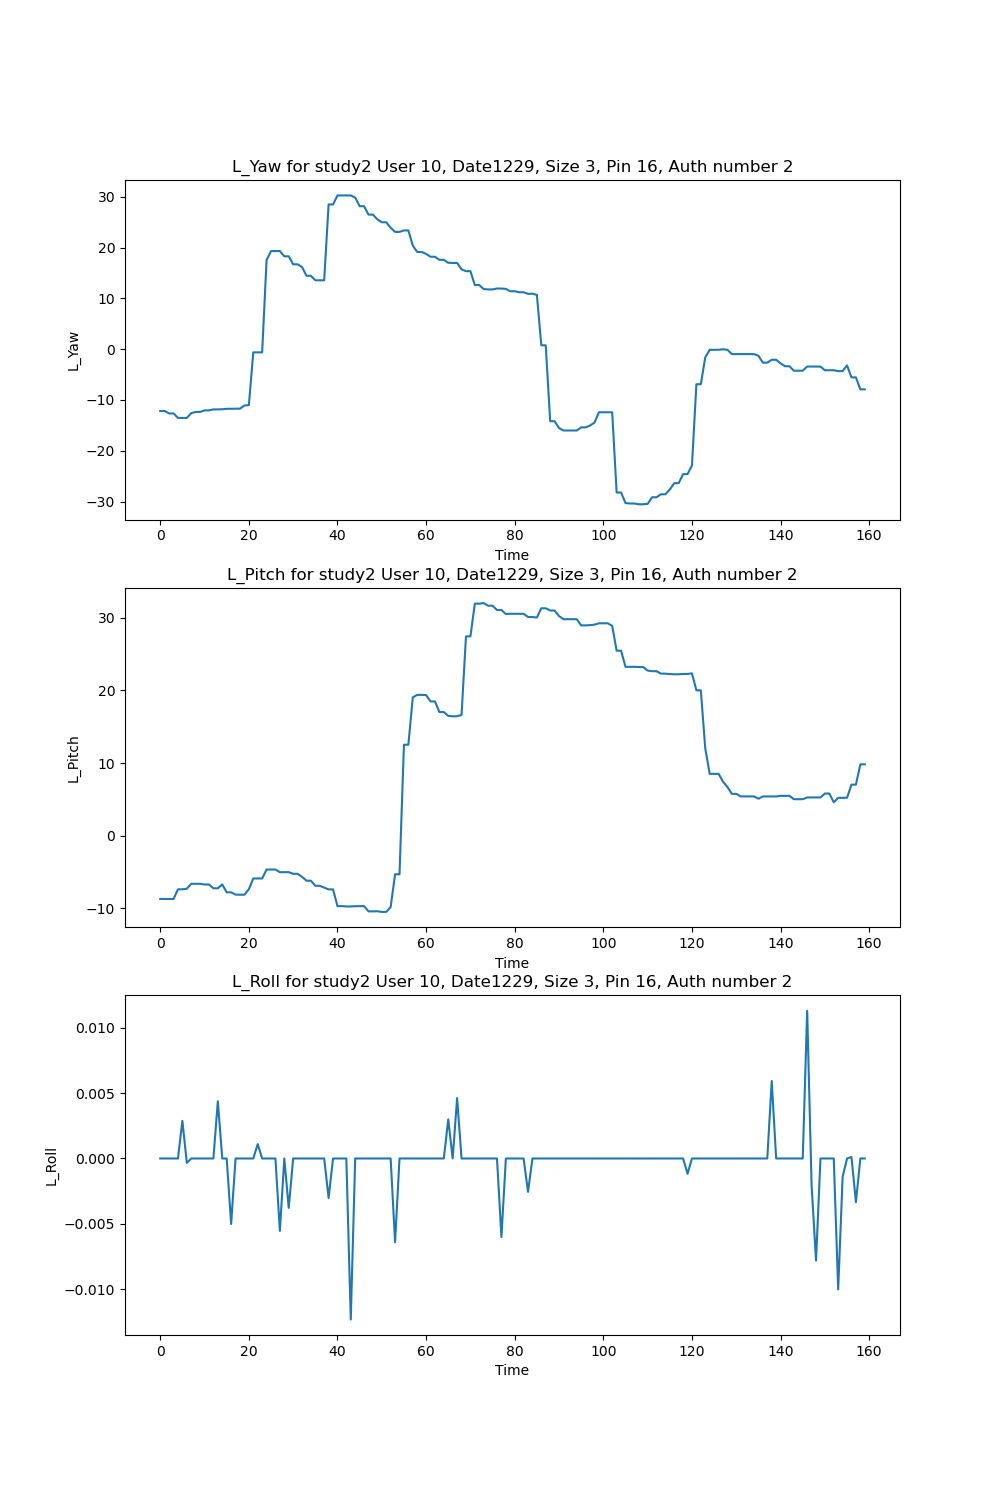 L_Yaw for study2 User 10, Date1229, Size 3, Pin 16, Auth number 2
30
20
10
0
−10
−20
−30
L_Yaw
0 20 40 60 80 100 120 140 160
Time
L_Pitch for study2 User 10, Date1229, Size 3, Pin 16, Auth number 2
30
20
10
0
−10
L_Pitch
0 20 40 60 80 100 120 140 160
Time
L_Roll for study2 User 10, Date1229, Size 3, Pin 16, Auth number 2
0.010
0.005
0.000
−0.005
−0.010
L_Roll
0 20 40 60 80 100 120 140 160
Time